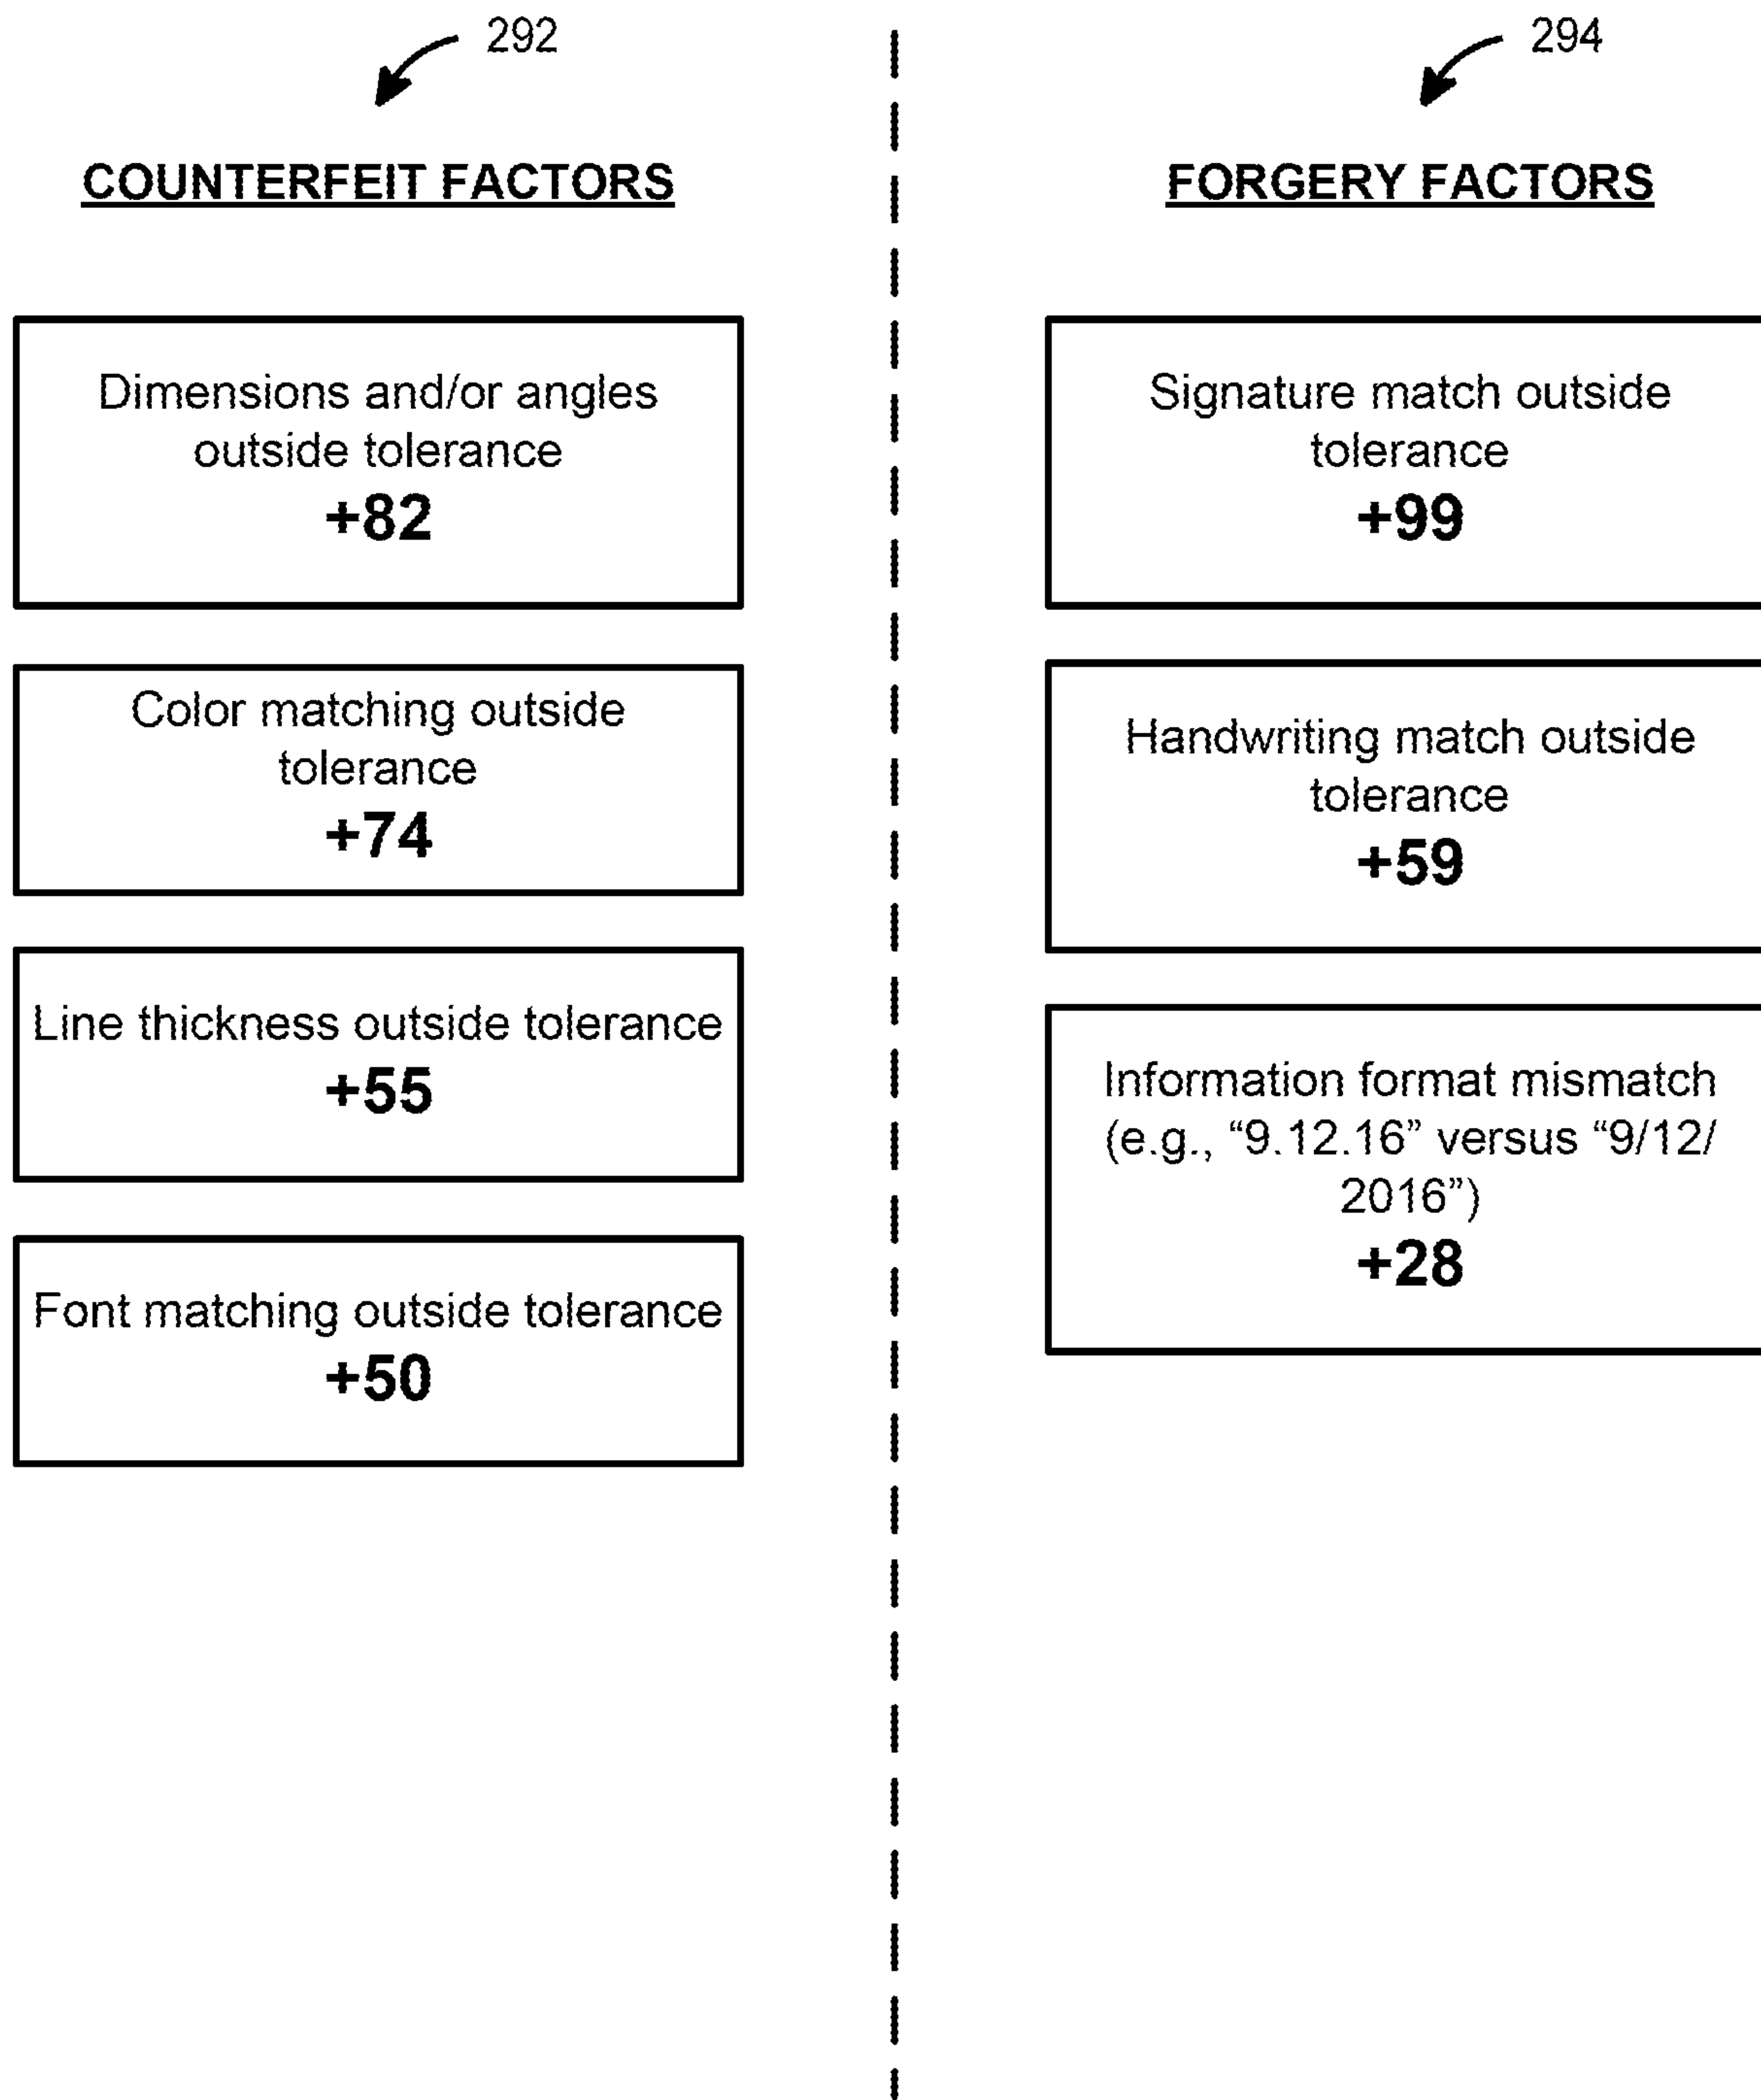 292
COUNTERFEIT FACTORS
Dimensions and/or angles
outside tolerance
+82
Color matching outside
tolerance
+74
Line thickness outside tolerance
+55
Font matching outside tolerance
+50
294
FORGERY FACTORS
Signature match outside
tolerance
+99
Handwriting match outside
tolerance
+59
Information format mismatch
(e.g., “9.12.16” versus “9/12/
2016”)
+28